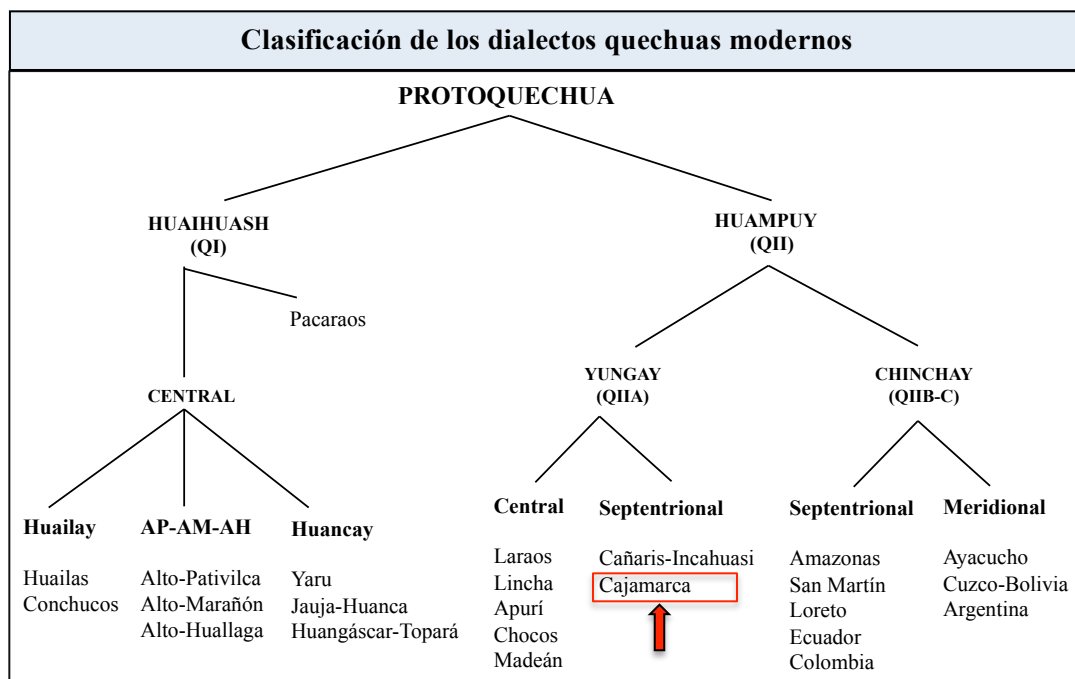 Clasificación de los dialectos quechuas modernos
PROTOQUECHUA
HUAIHUASH
(QI)
HUAMPUY
(QII)
Pacaraos
CENTRAL
YUNGAY
(QIIA)
CHINCHAY
(QIIB-C)
Huailay
Huailas
Conchucos
AP-AM-AH
Alto-Pativilca
Alto-Marañón
Alto-Huallaga
Huancay
Yaru
Jauja-Huanca
Huangáscar-Topará
Central
Laraos
Lincha
Apurí
Chocos
Madeán
Septentrional
Cañaris-Incahuasi
Cajamarca
Septentrional
Amazonas
San Martín
Loreto
Ecuador
Colombia
Meridional
Ayacucho
Cuzco-Bolivia
Argentina